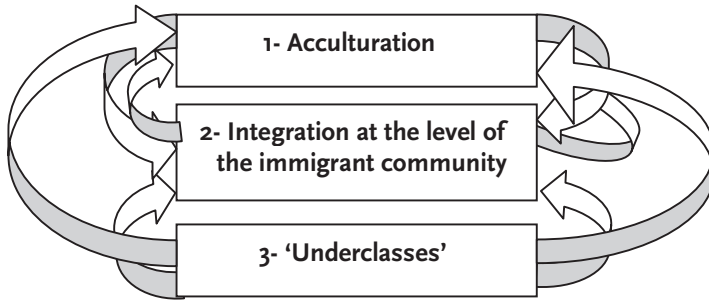 1- Acculturation
2- Integration at the level of
the immigrant community
3- ‘Underclasses’